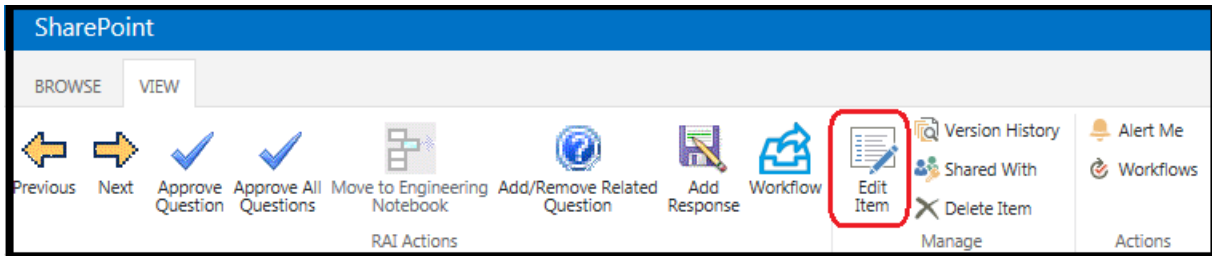 SharePoint
BROWSE VIEW
Previous Next Approve Question Approve All Questions Move to Engineering Notebook Add/Remove Related Question Add Response Workflow Edit Item
Version History
Shared With
Delete Item
Alert Me
Workflows
RAI Actions Manage Actions